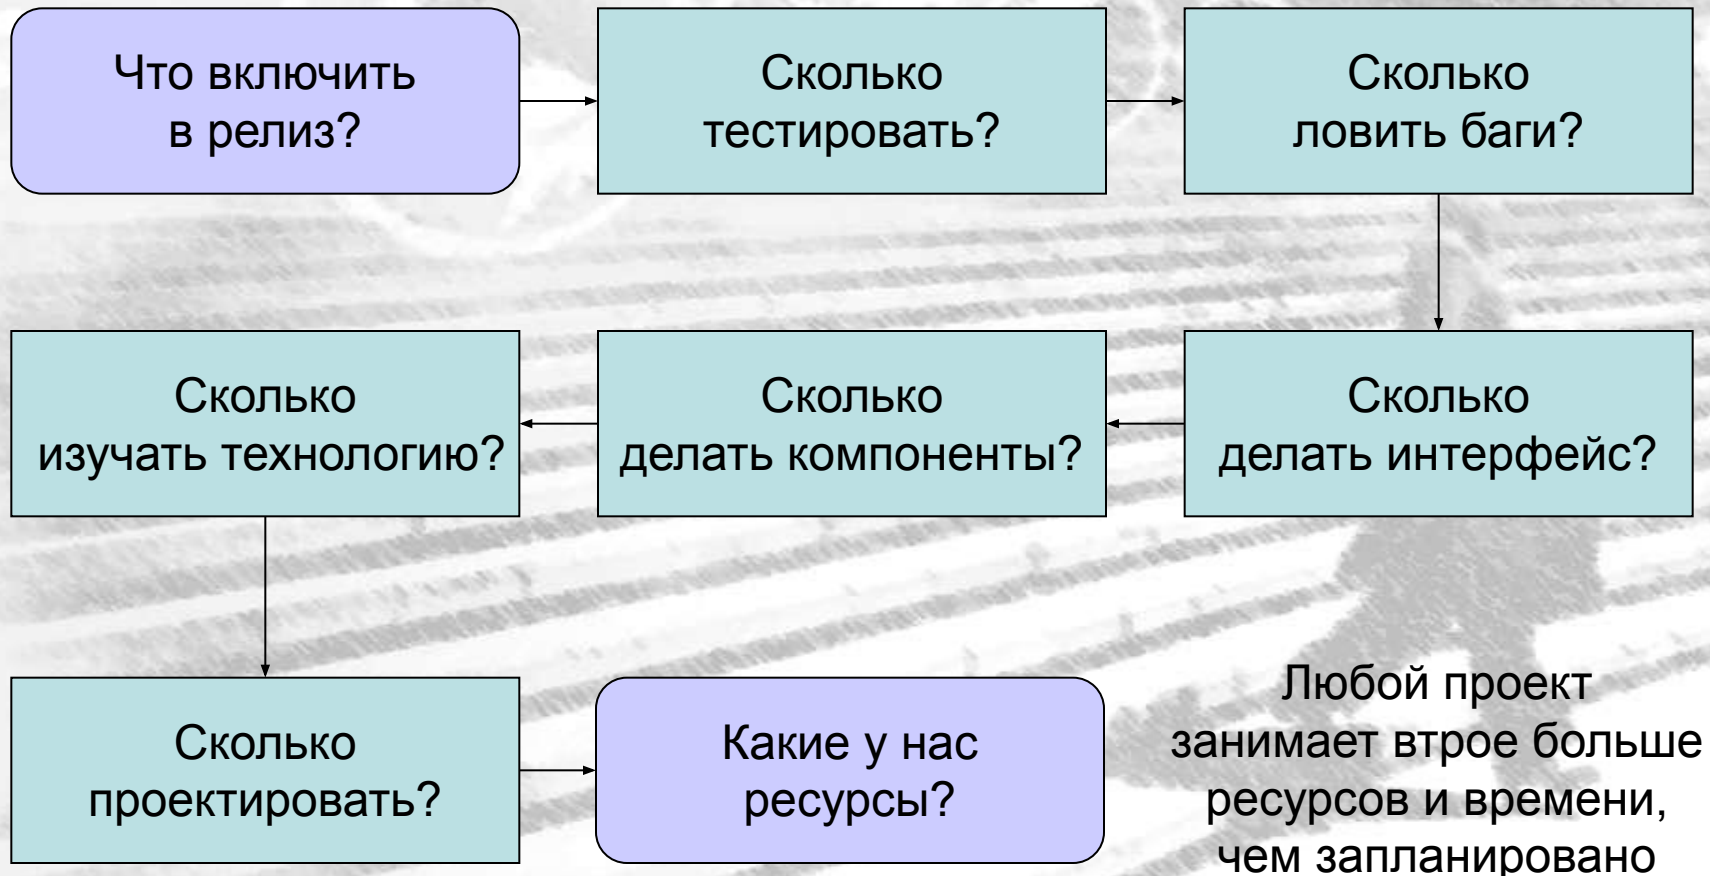 Что включить
в релиз?
Сколько
тестировать?
Сколько
ловить баги?
Сколько
делать интерфейс?
Сколько
делать компоненты?
Сколько
изучать технологию?
Сколько
проектировать?
Какие у нас
ресурсы?
Любой проект
занимает втрое больше
ресурсов и времени,
чем запланировано